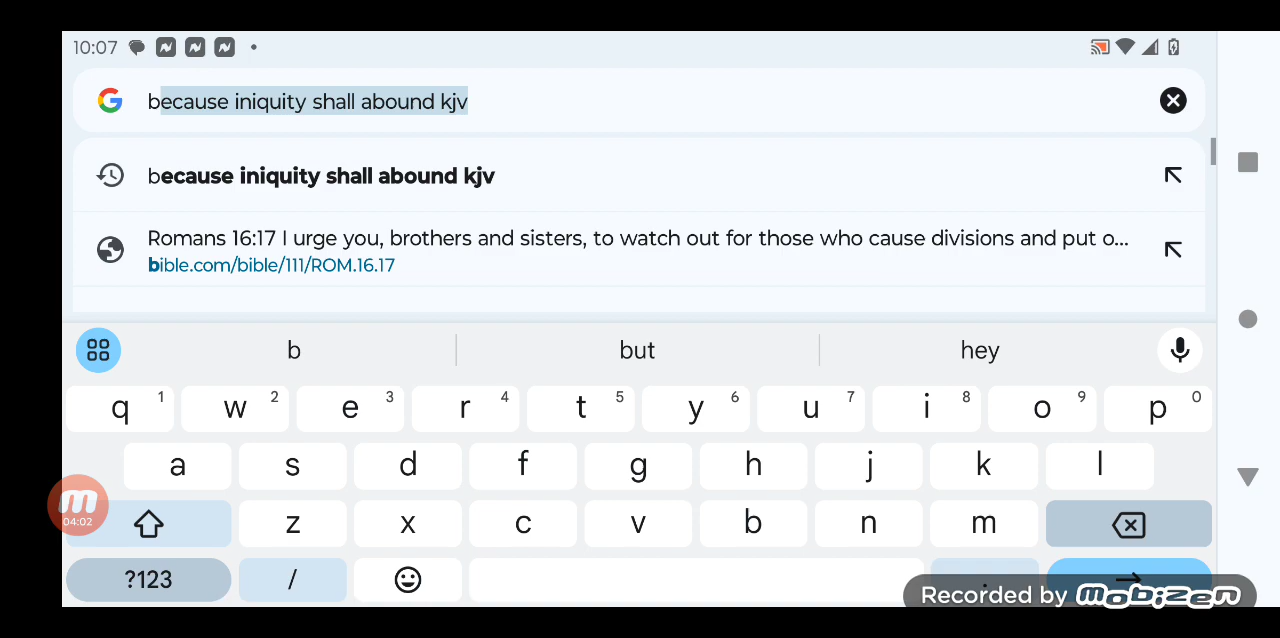 10:07
because iniquity shall abound kjv
because iniquity shall abound kjv
Romans 16:17 I urge you, brothers and sisters, to watch out for those who cause divisions and put o...
bible.com/bible/111/ROM.16.17
b but hey
q 1 w 2 e 3 r 4 t 5 y 6 u 7 i 8 o 9 p 0
a s d f g h j k l
m
04:02
z x c v b n m
?123 / .
Recorded by mobizen